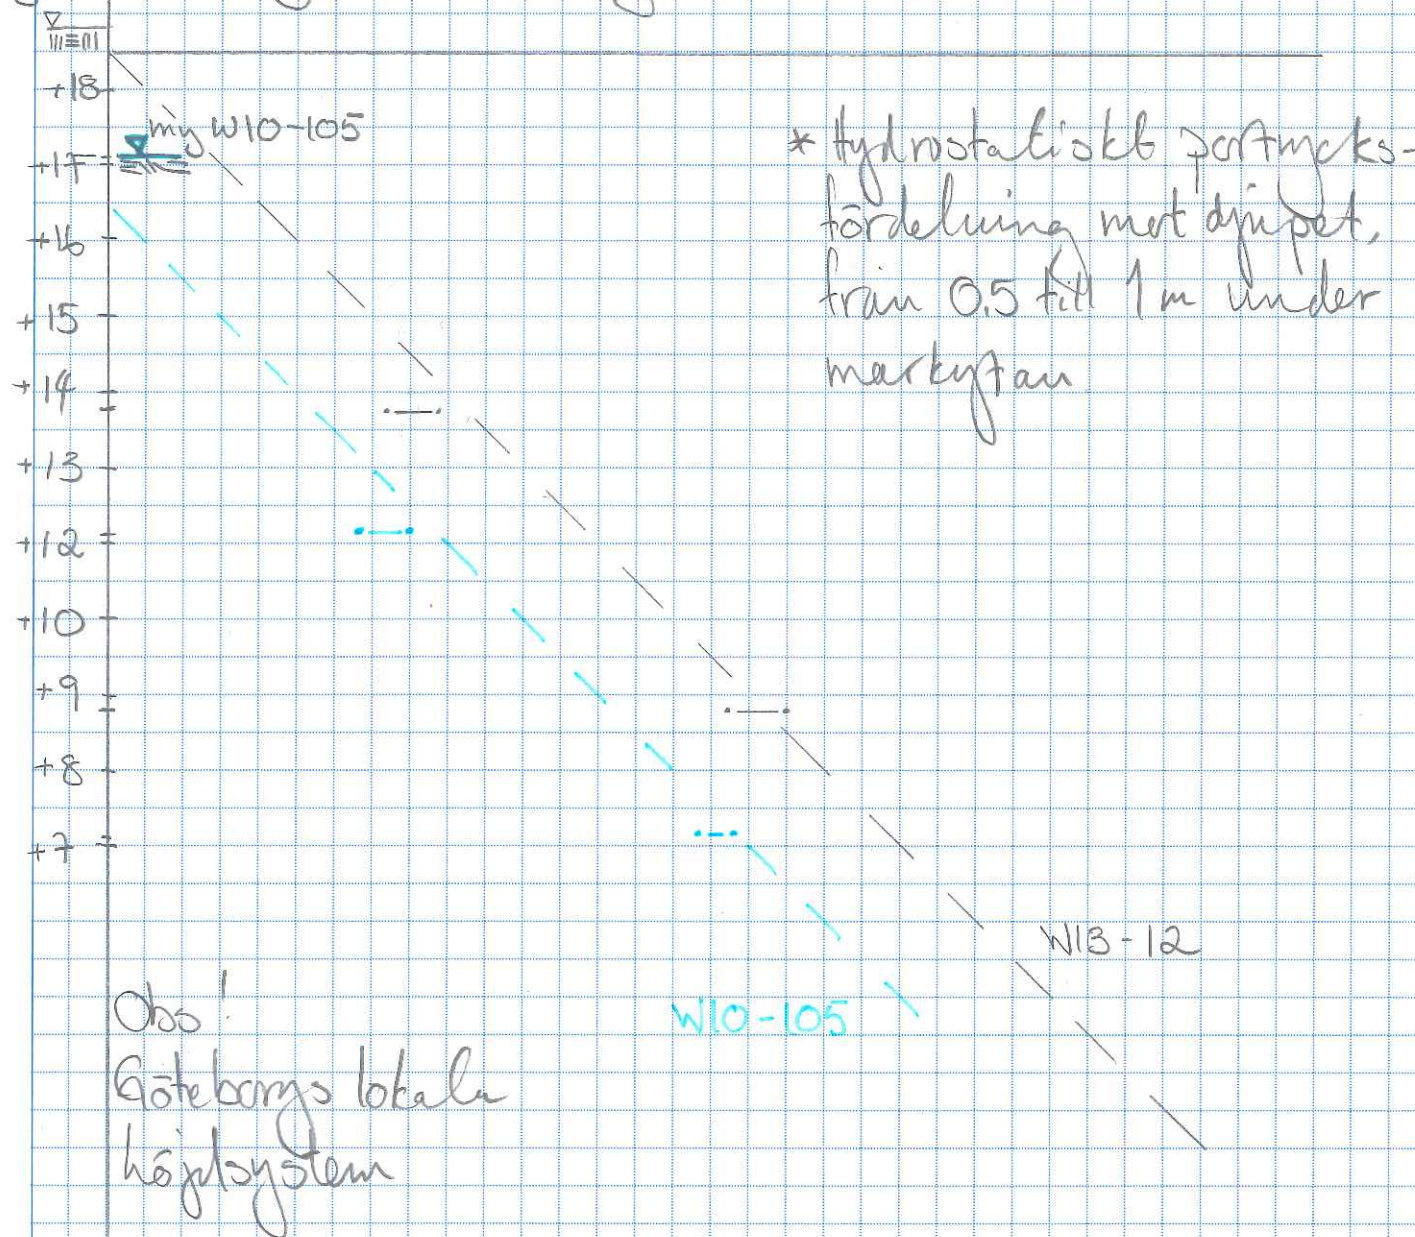 +18
my W10-105
+17
+16
+15
+14
+13
+12
+10
+9
+8
+7
* Hydrostatiskt portrycks-
fördelning mot djupet,
från 0,5 till 1 m under
markytan
W13-12
W10-105
Obs!
Göteborgs lokala
höjdsystem